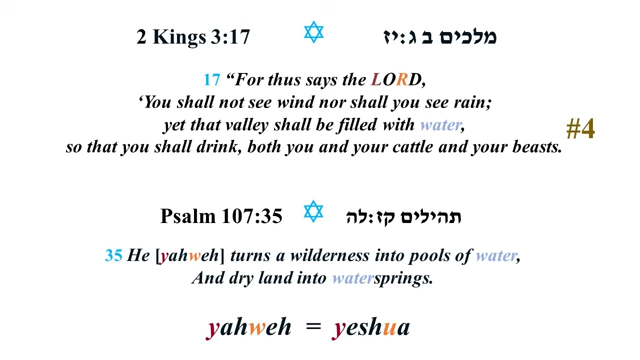 2 Kings 3:17 ✡ מלכים ב ג:יז
17 “For thus says the LORD,
‘You shall not see wind nor shall you see rain;
yet that valley shall be filled with water,
#4
so that you shall drink, both you and your cattle and your beasts.
Psalm 107:35 ✡ תהילים קז:לה
35 He [yahweh] turns a wilderness into pools of water,
And dry land into watersprings.
yahweh = yeshua